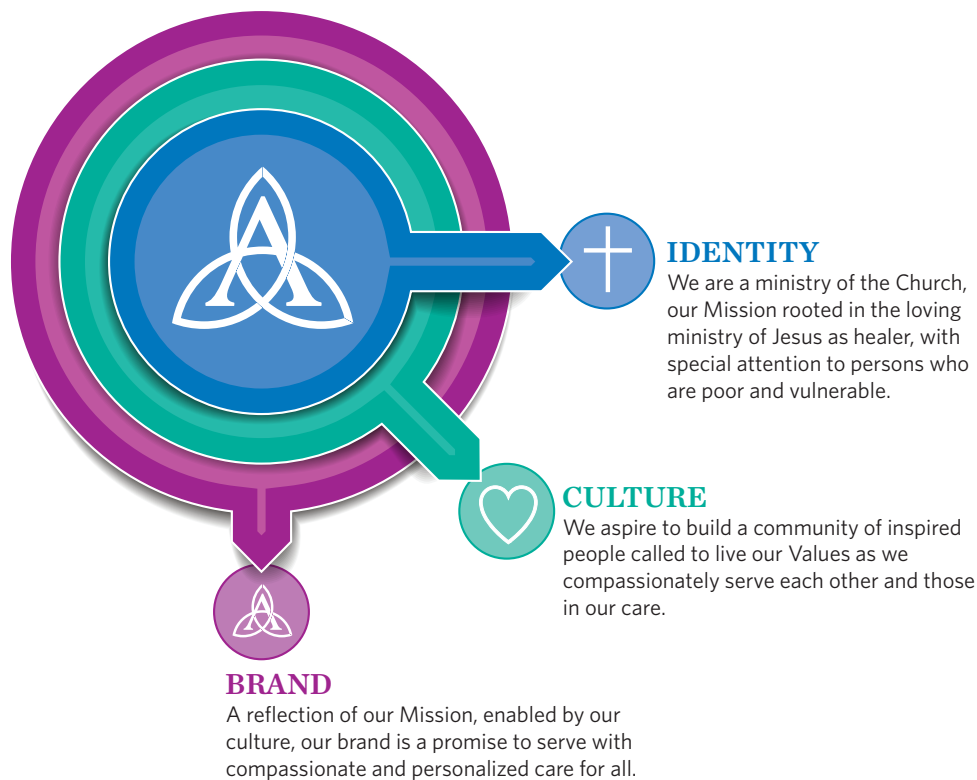 A
IDENTITY
We are a ministry of the Church,
our Mission rooted in the loving
ministry of Jesus as healer, with
special attention to persons who
are poor and vulnerable.
CULTURE
We aspire to build a community of inspired
people called to live our Values as we
compassionately serve each other and those
in our care.
A
BRAND
A reflection of our Mission, enabled by our
culture, our brand is a promise to serve with
compassionate and personalized care for all.